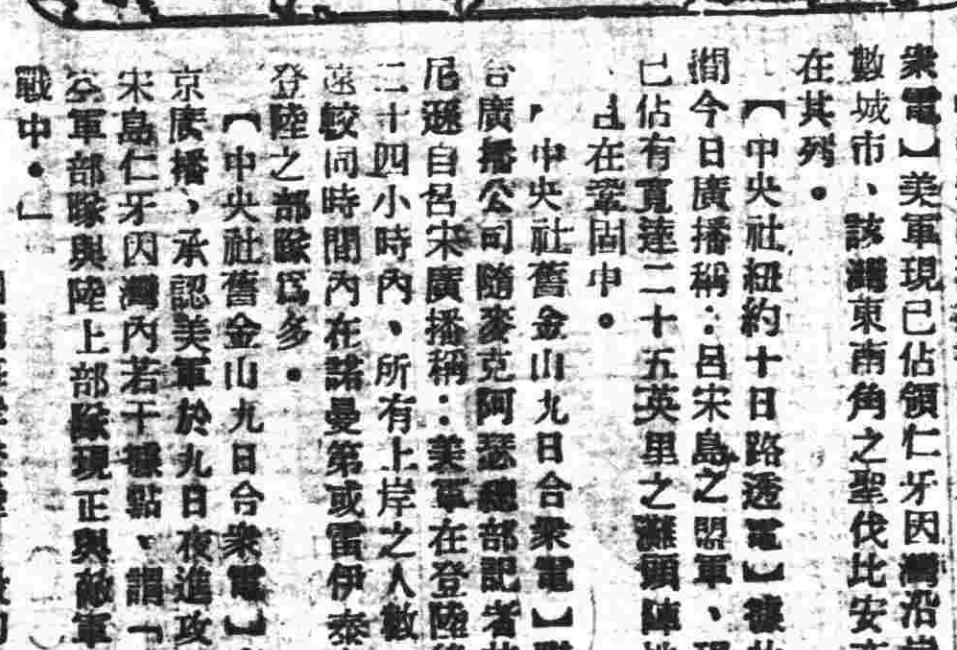 衆電】美軍現已佔領仁牙因灣沿岸
數城市、該灣東南角之聖伐比安亦
在其列。
【中央社紐約十日路透電】據
澗今日廣播稱：呂宋島之盟軍、現
已佔有寬達二十五英里之灘頭陣地
在鞏固中。
中央社舊金山九日合衆電】
台廣播公司隨麥克阿瑟總部記者
尼遜自呂宋廣播稱：美軍在登陸後
二十四小時內、所有上岸之人數
遠較同時間內在諾曼第或雷伊泰
登陸之部隊爲多。
【中央社舊金山九日合衆電】
京廣播、承認美軍於九日夜進攻
宋島仁牙因灣內若干據點、謂「
軍部隊與陸上部隊現正與敵軍
戰中。」